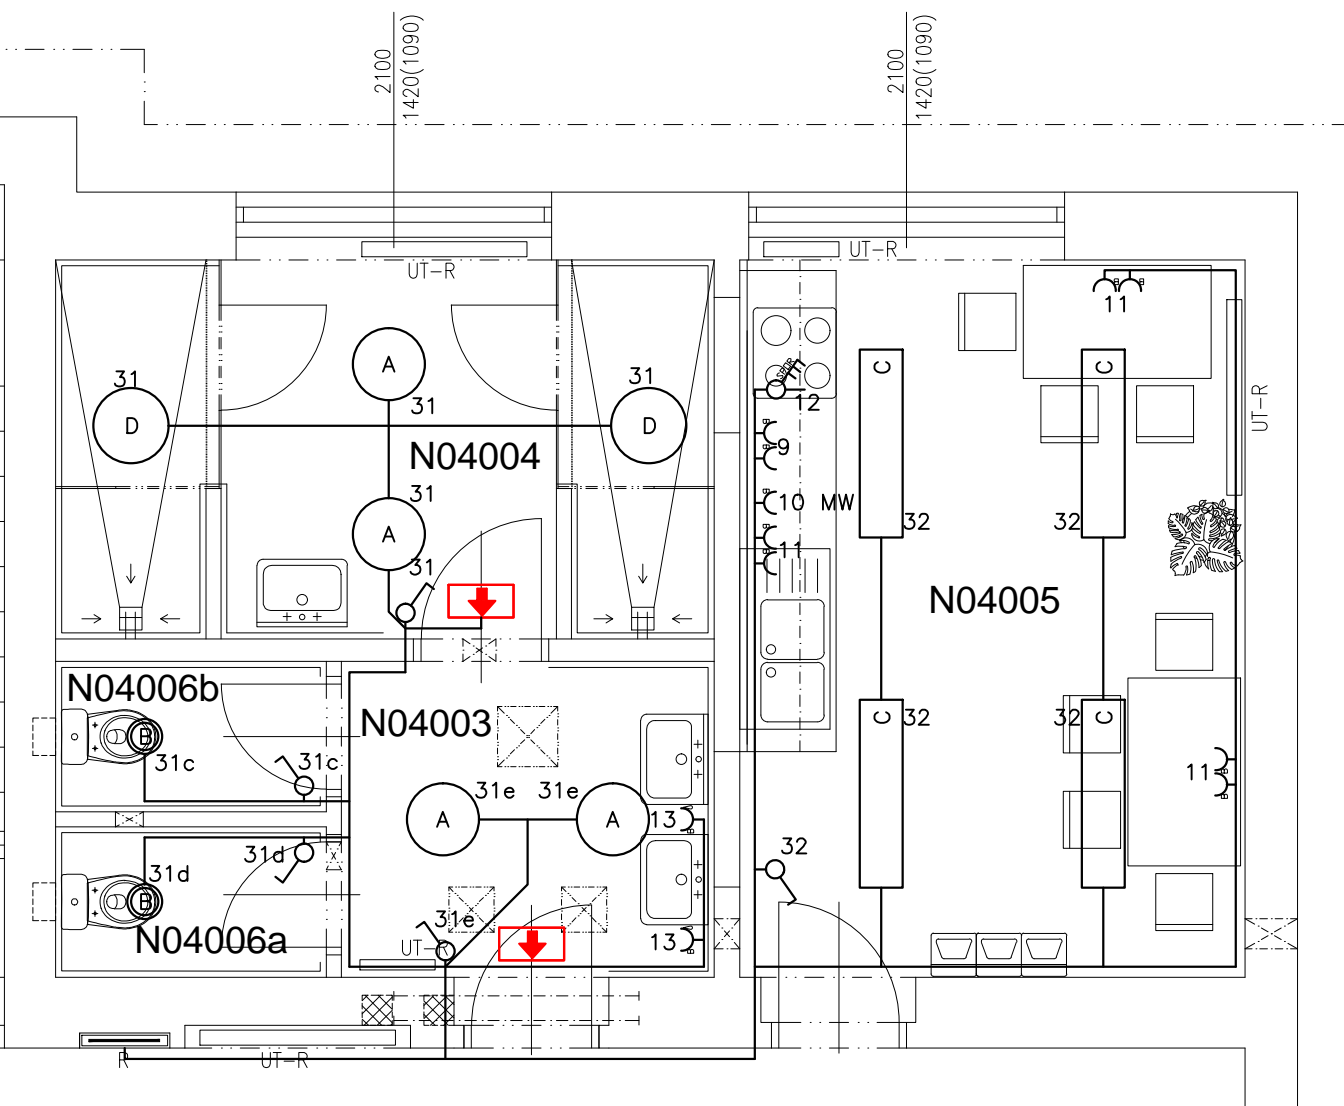 2100
1420(1090)
2100
1420(1090)
UT-R
UT-R
11
31
A
31
C
C
D
31
D
SPOR
12
UT-R
N04004
9
31
10 MW
A
32
32
31
11
N04005
N04006b
N04003
C
32
32
C
B
31c
31c
11
31e
31e
A
A
13
31d
32
31d
B
31e
N04006a
UT-R
13
R
UT-R